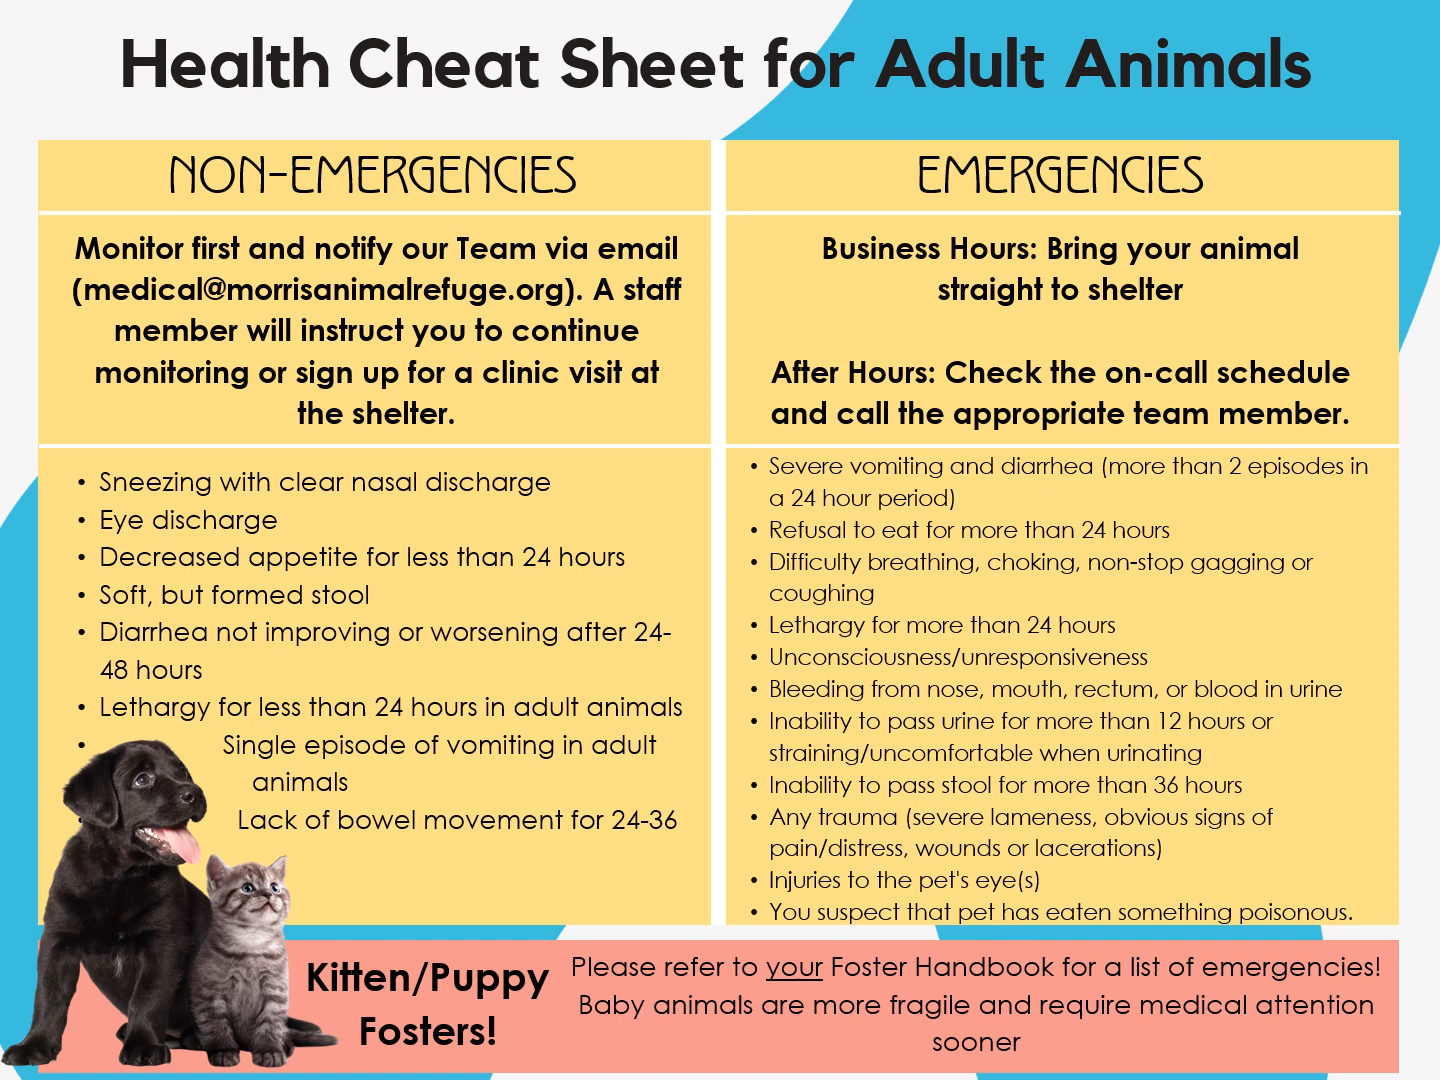 Health Cheat Sheet for Adult Animals
NON-EMERGENCIES
Monitor first and notify our Team via email
(medical@morrisanimalrefuge.org). A staff
member will instruct you to continue
monitoring or sign up for a clinic visit at
the shelter.
• Sneezing with clear nasal discharge
• Eye discharge
• Decreased appetite for less than 24 hours
• Soft, but formed stool
• Diarrhea not improving or worsening after 24-
48 hours
• Lethargy for less than 24 hours in adult animals
• Single episode of vomiting in adult
animals
• Lack of bowel movement for 24-36
EMERGENCIES
Business Hours: Bring your animal
straight to shelter
After Hours: Check the on-call schedule
and call the appropriate team member.
• Severe vomiting and diarrhea (more than 2 episodes in
a 24 hour period)
• Refusal to eat for more than 24 hours
• Difficulty breathing, choking, non-stop gagging or
coughing
• Lethargy for more than 24 hours
• Unconsciousness/unresponsiveness
• Bleeding from nose, mouth, rectum, or blood in urine
• Inability to pass urine for more than 12 hours or
straining/uncomfortable when urinating
• Inability to pass stool for more than 36 hours
• Any trauma (severe lameness, obvious signs of
pain/distress, wounds or lacerations)
• Injuries to the pet's eye(s)
• You suspect that pet has eaten something poisonous.
Kitten/Puppy
Fosters!
Please refer to your Foster Handbook for a list of emergencies!
Baby animals are more fragile and require medical attention
sooner